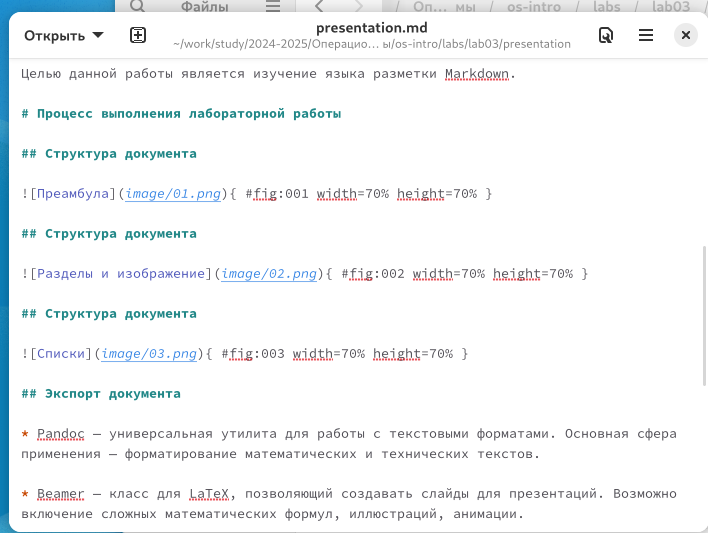 Файлы
Оп… мы / os-intro / labs / lab03
Открыть
presentation.md
~/work/study/2024-2025/Операцио… ы/os-intro/labs/lab03/presentation
Целью данной работы является изучение языка разметки Markdown.
# Процесс выполнения лабораторной работы
## Структура документа
![Преамбула](image/01.png){ #fig:001 width=70% height=70% }
## Структура документа
![Разделы и изображение](image/02.png){ #fig:002 width=70% height=70% }
## Структура документа
![Списки](image/03.png){ #fig:003 width=70% height=70% }
## Экспорт документа
* Pandoc — универсальная утилита для работы с текстовыми форматами. Основная сфера
применения — форматирование математических и технических текстов.
* Beamer — класс для LaTeX, позволяющий создавать слайды для презентаций. Возможно
включение сложных математических формул, иллюстраций, анимации.